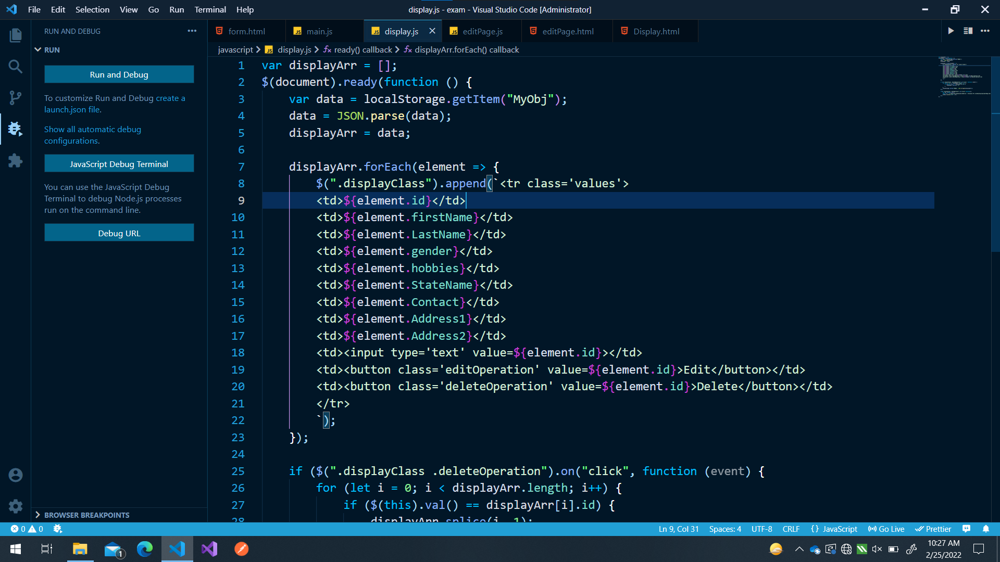 File Edit Selection View Go Run Terminal Help
display.js - exam - Visual Studio Code [Administrator]
RUN AND DEBUG
form.html
main.js
display.js
editPage.js
editPage.html
Display.html
RUN
javascript > display.js > ready() callback > displayArr.forEach() callback
Run and Debug
To customize Run and Debug create a
launch.json file.
Show all automatic debug
configurations.
JavaScript Debug Terminal
You can use the JavaScript Debug
Terminal to debug Node.js processes
run on the command line.
Debug URL
BROWSER BREAKPOINTS
1 var displayArr = [];
2 $(document).ready(function () {
3 var data = localStorage.getItem("MyObj");
4 data = JSON.parse(data);
5 displayArr = data;
6
7 displayArr.forEach(element => {
8 $(".displayClass").append(`<tr class='values'>
9 <td>${element.id}</td>
10 <td>${element.firstName}</td>
11 <td>${element.LastName}</td>
12 <td>${element.gender}</td>
13 <td>${element.hobbies}</td>
14 <td>${element.StateName}</td>
15 <td>${element.Contact}</td>
16 <td>${element.Address1}</td>
17 <td>${element.Address2}</td>
18 <td><input type='text' value=${element.id}></td>
19 <td><button class='editOperation' value=${element.id}>Edit</button></td>
20 <td><button class='deleteOperation' value=${element.id}>Delete</button></td>
21 </tr>
22 `);
23 });
24
25 if ($(".displayClass .deleteOperation").on("click", function (event) {
26 for (let i = 0; i < displayArr.length; i++) {
27 if ($(this).val() == displayArr[i].id) {
28 displayArr.splice(i, 1);
0 0
Ln 9, Col 31 Spaces: 4 UTF-8 CRLF {} JavaScript Go Live Prettier
1
10:27 AM
2/25/2022